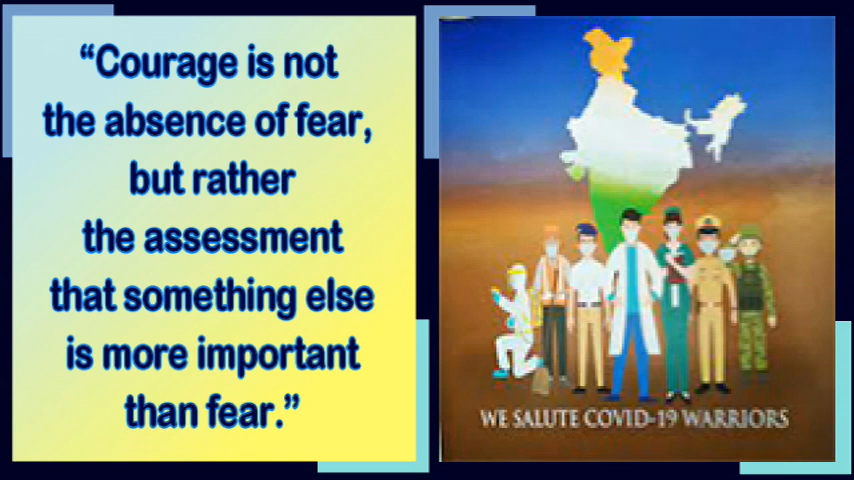 “Courage is not
the absence of fear,
but rather
the assessment
that something else
is more important
than fear.”
WE SALUTE COVID-19 WARRIORS